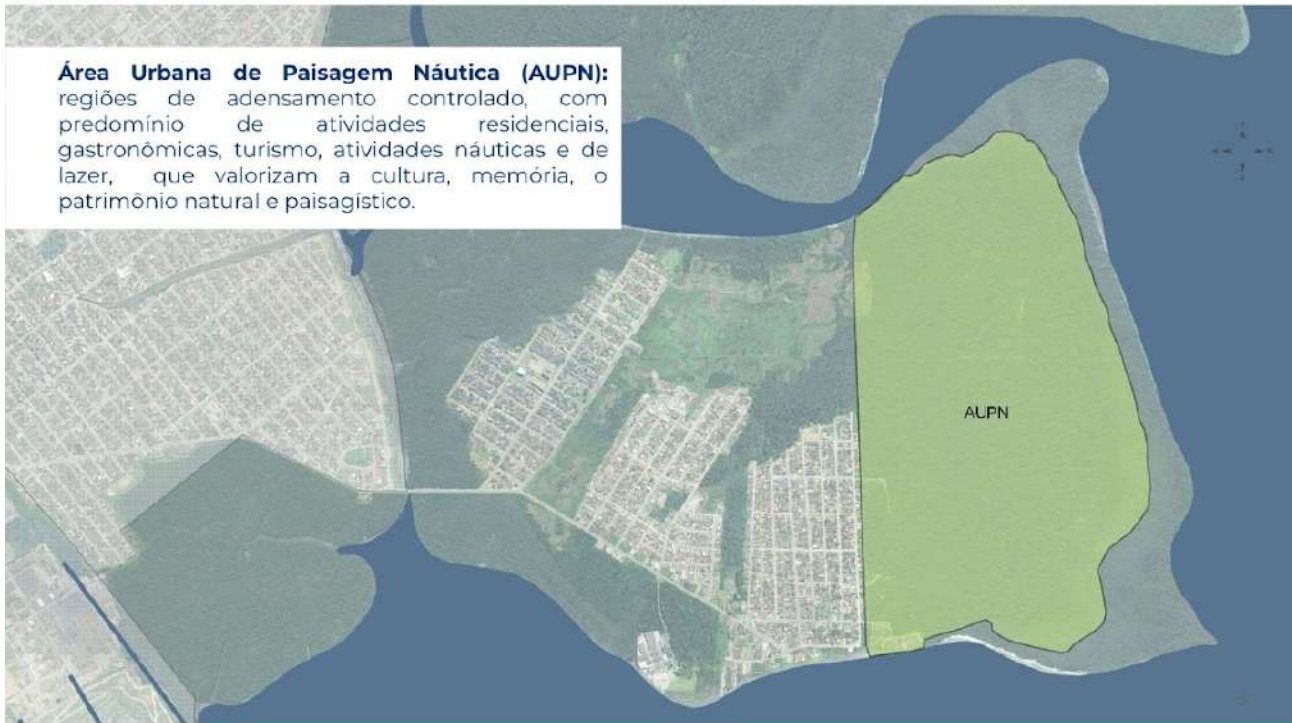 Área Urbana de Paisagem Náutica (AUPN):
regiões de adensamento controlado, com
predomínio de atividades residenciais,
gastronômicas, turismo, atividades náuticas e de
lazer, que valorizam a cultura, memória, o
patrimônio natural e paisagístico.
AUPN